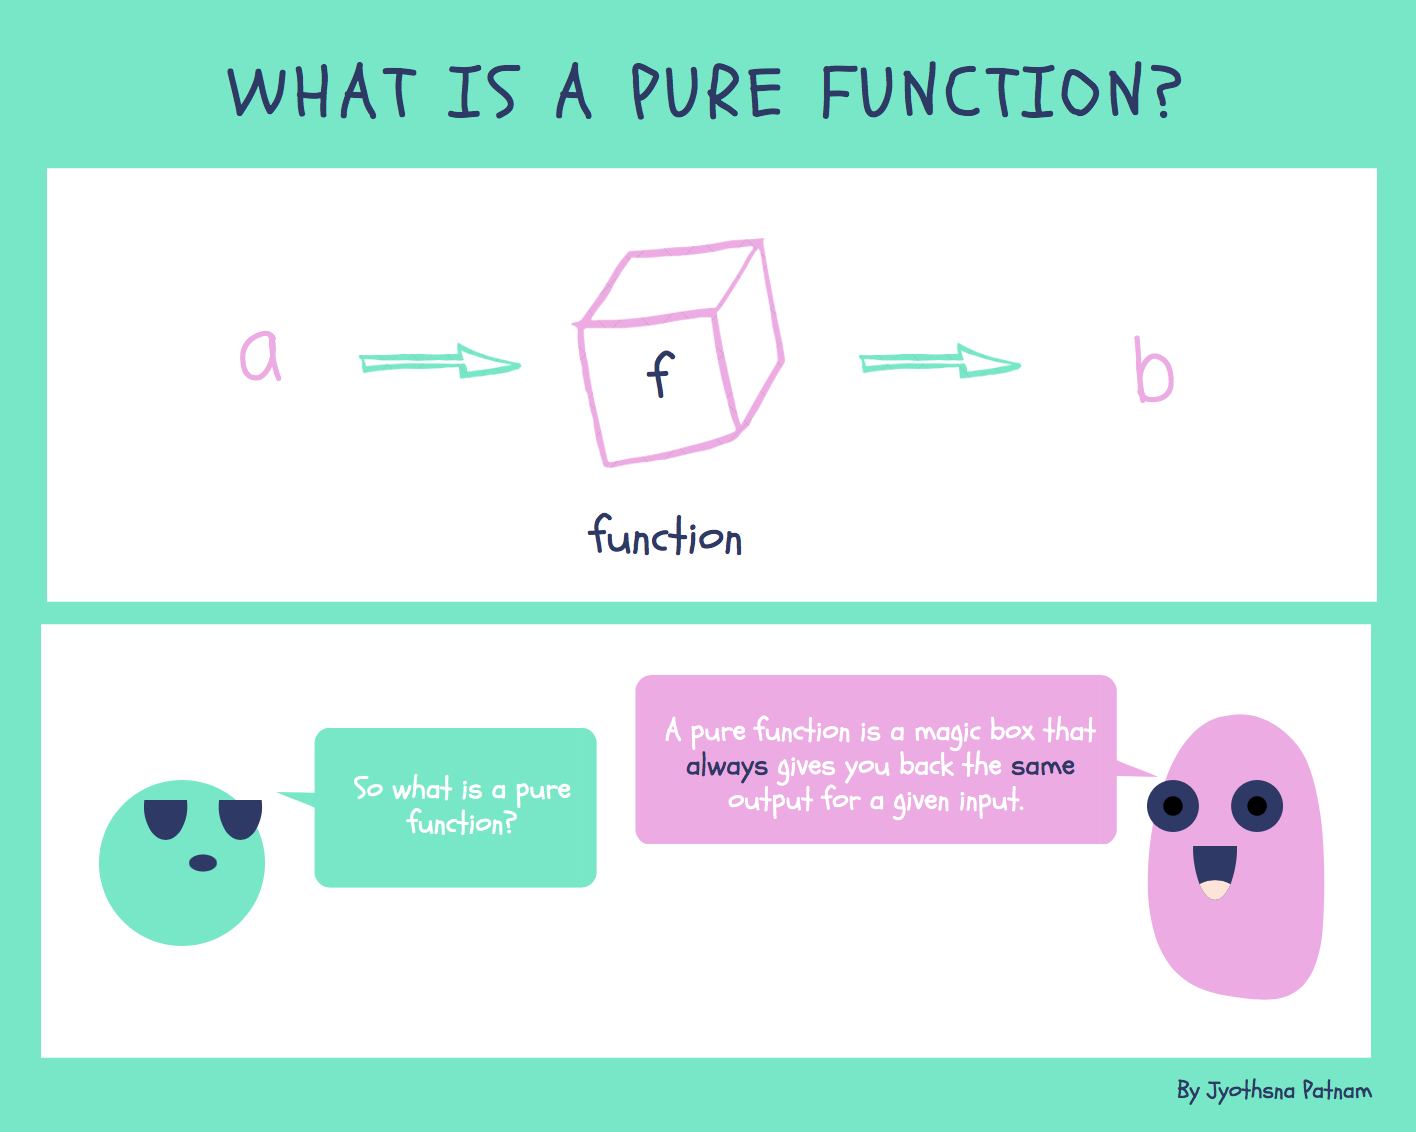 WHAT IS A PURE FUNCTION?
a
f
b
function
So what is a pure
function?
A pure function is a magic box that
always gives you back the same
output for a given input.
By Jyothsna Patnam